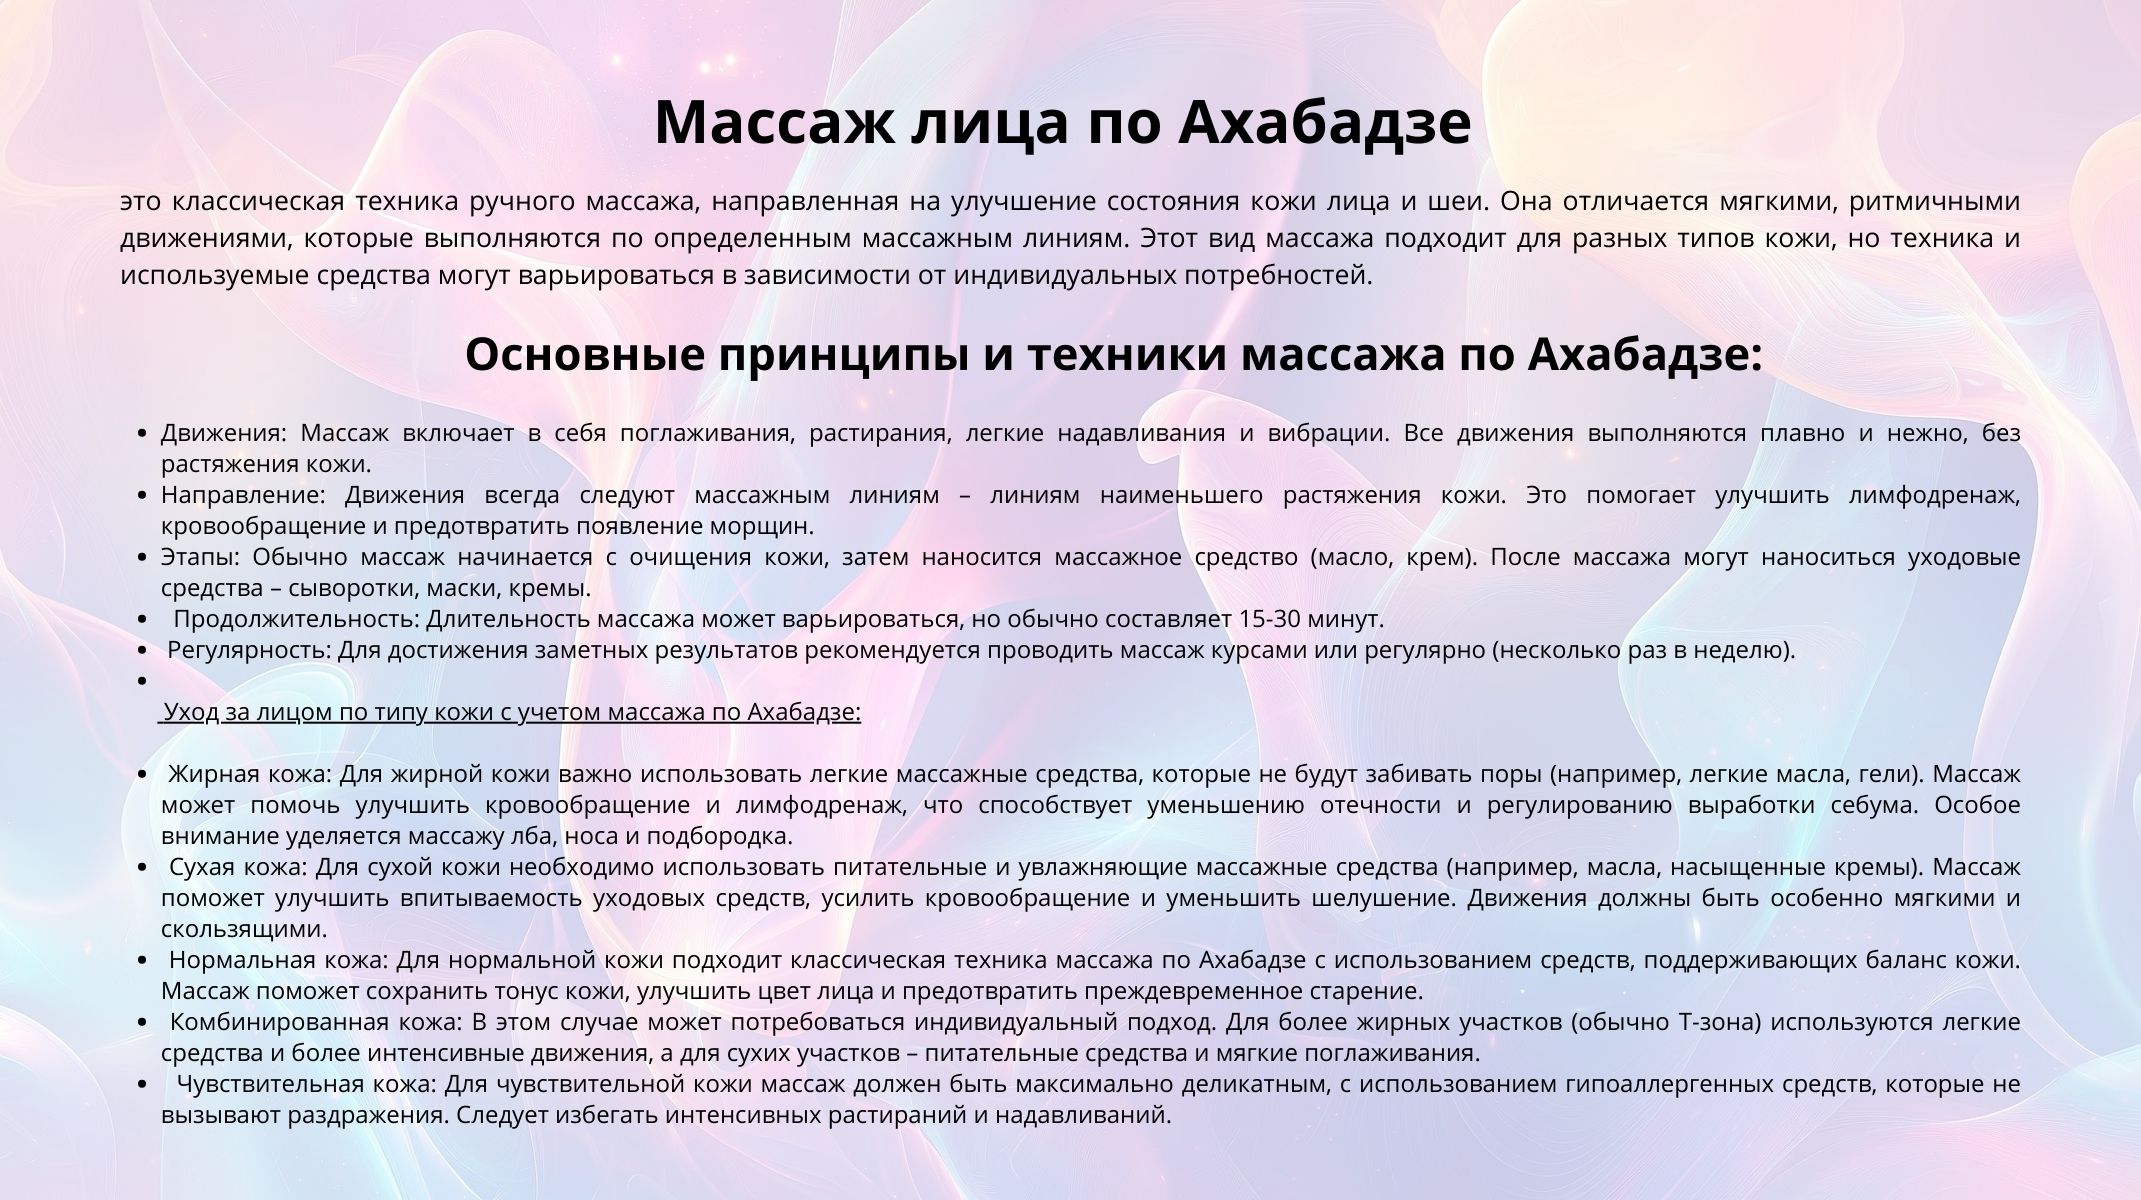 Массаж лица по Ахабадзе
это классическая техника ручного массажа, направленная на улучшение состояния кожи лица и шеи. Она отличается мягкими, ритмичными
движениями, которые выполняются по определенным массажным линиям. Этот вид массажа подходит для разных типов кожи, но техника и
используемые средства могут варьироваться в зависимости от индивидуальных потребностей.
Основные принципы и техники массажа по Ахабадзе:
• Движения: Массаж включает в себя поглаживания, растирания, легкие надавливания и вибрации. Все движения выполняются плавно и нежно, без
растяжения кожи.
• Направление: Движения всегда следуют массажным линиям – линиям наименьшего растяжения кожи. Это помогает улучшить лимфодренаж,
кровообращение и предотвратить появление морщин.
• Этапы: Обычно массаж начинается с очищения кожи, затем наносится массажное средство (масло, крем). После массажа могут наноситься уходовые
средства – сыворотки, маски, кремы.
• Продолжительность: Длительность массажа может варьироваться, но обычно составляет 15-30 минут.
• Регулярность: Для достижения заметных результатов рекомендуется проводить массаж курсами или регулярно (несколько раз в неделю).
•
Уход за лицом по типу кожи с учетом массажа по Ахабадзе:
• Жирная кожа: Для жирной кожи важно использовать легкие массажные средства, которые не будут забивать поры (например, легкие масла, гели). Массаж
может помочь улучшить кровообращение и лимфодренаж, что способствует уменьшению отечности и регулированию выработки себума. Особое
внимание уделяется массажу лба, носа и подбородка.
• Сухая кожа: Для сухой кожи необходимо использовать питательные и увлажняющие массажные средства (например, масла, насыщенные кремы). Массаж
поможет улучшить впитываемость уходовых средств, усилить кровообращение и уменьшить шелушение. Движения должны быть особенно мягкими и
скользящими.
• Нормальная кожа: Для нормальной кожи подходит классическая техника массажа по Ахабадзе с использованием средств, поддерживающих баланс кожи.
Массаж поможет сохранить тонус кожи, улучшить цвет лица и предотвратить преждевременное старение.
• Комбинированная кожа: В этом случае может потребоваться индивидуальный подход. Для более жирных участков (обычно Т-зона) используются легкие
средства и более интенсивные движения, а для сухих участков – питательные средства и мягкие поглаживания.
• Чувствительная кожа: Для чувствительной кожи массаж должен быть максимально деликатным, с использованием гипоаллергенных средств, которые не
вызывают раздражения. Следует избегать интенсивных растираний и надавливаний.